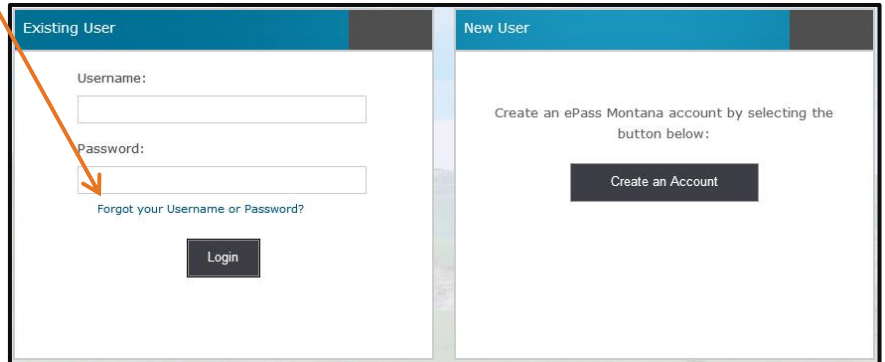 Existing User
Username:
Password:
Forgot your Username or Password?
Login
New User
Create an ePass Montana account by selecting the
button below:
Create an Account